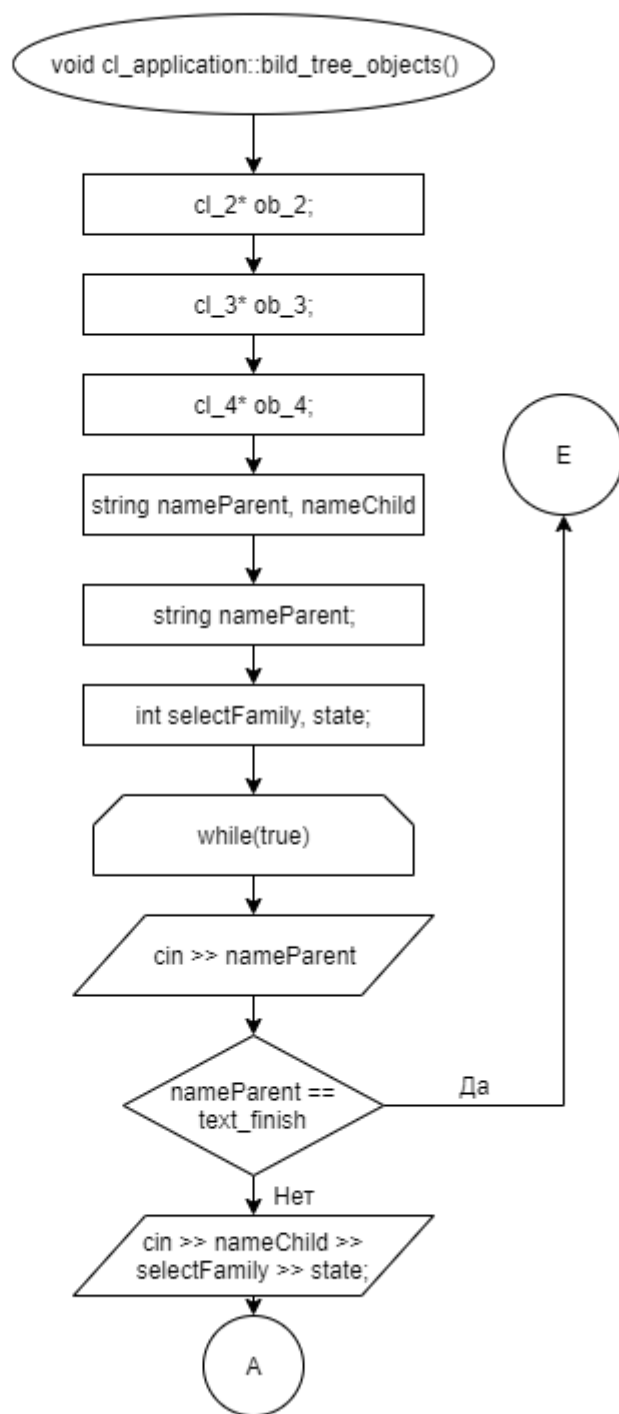 void cl_application::bild_tree_objects()
cl_2* ob_2;
cl_3* ob_3;
cl_4* ob_4;
E
string nameParent, nameChild
string nameParent;
int selectFamily, state;
while(true)
cin >> nameParent
nameParent ==
text_finish
Да
Нет
cin >> nameChild >>
selectFamily >> state;
A